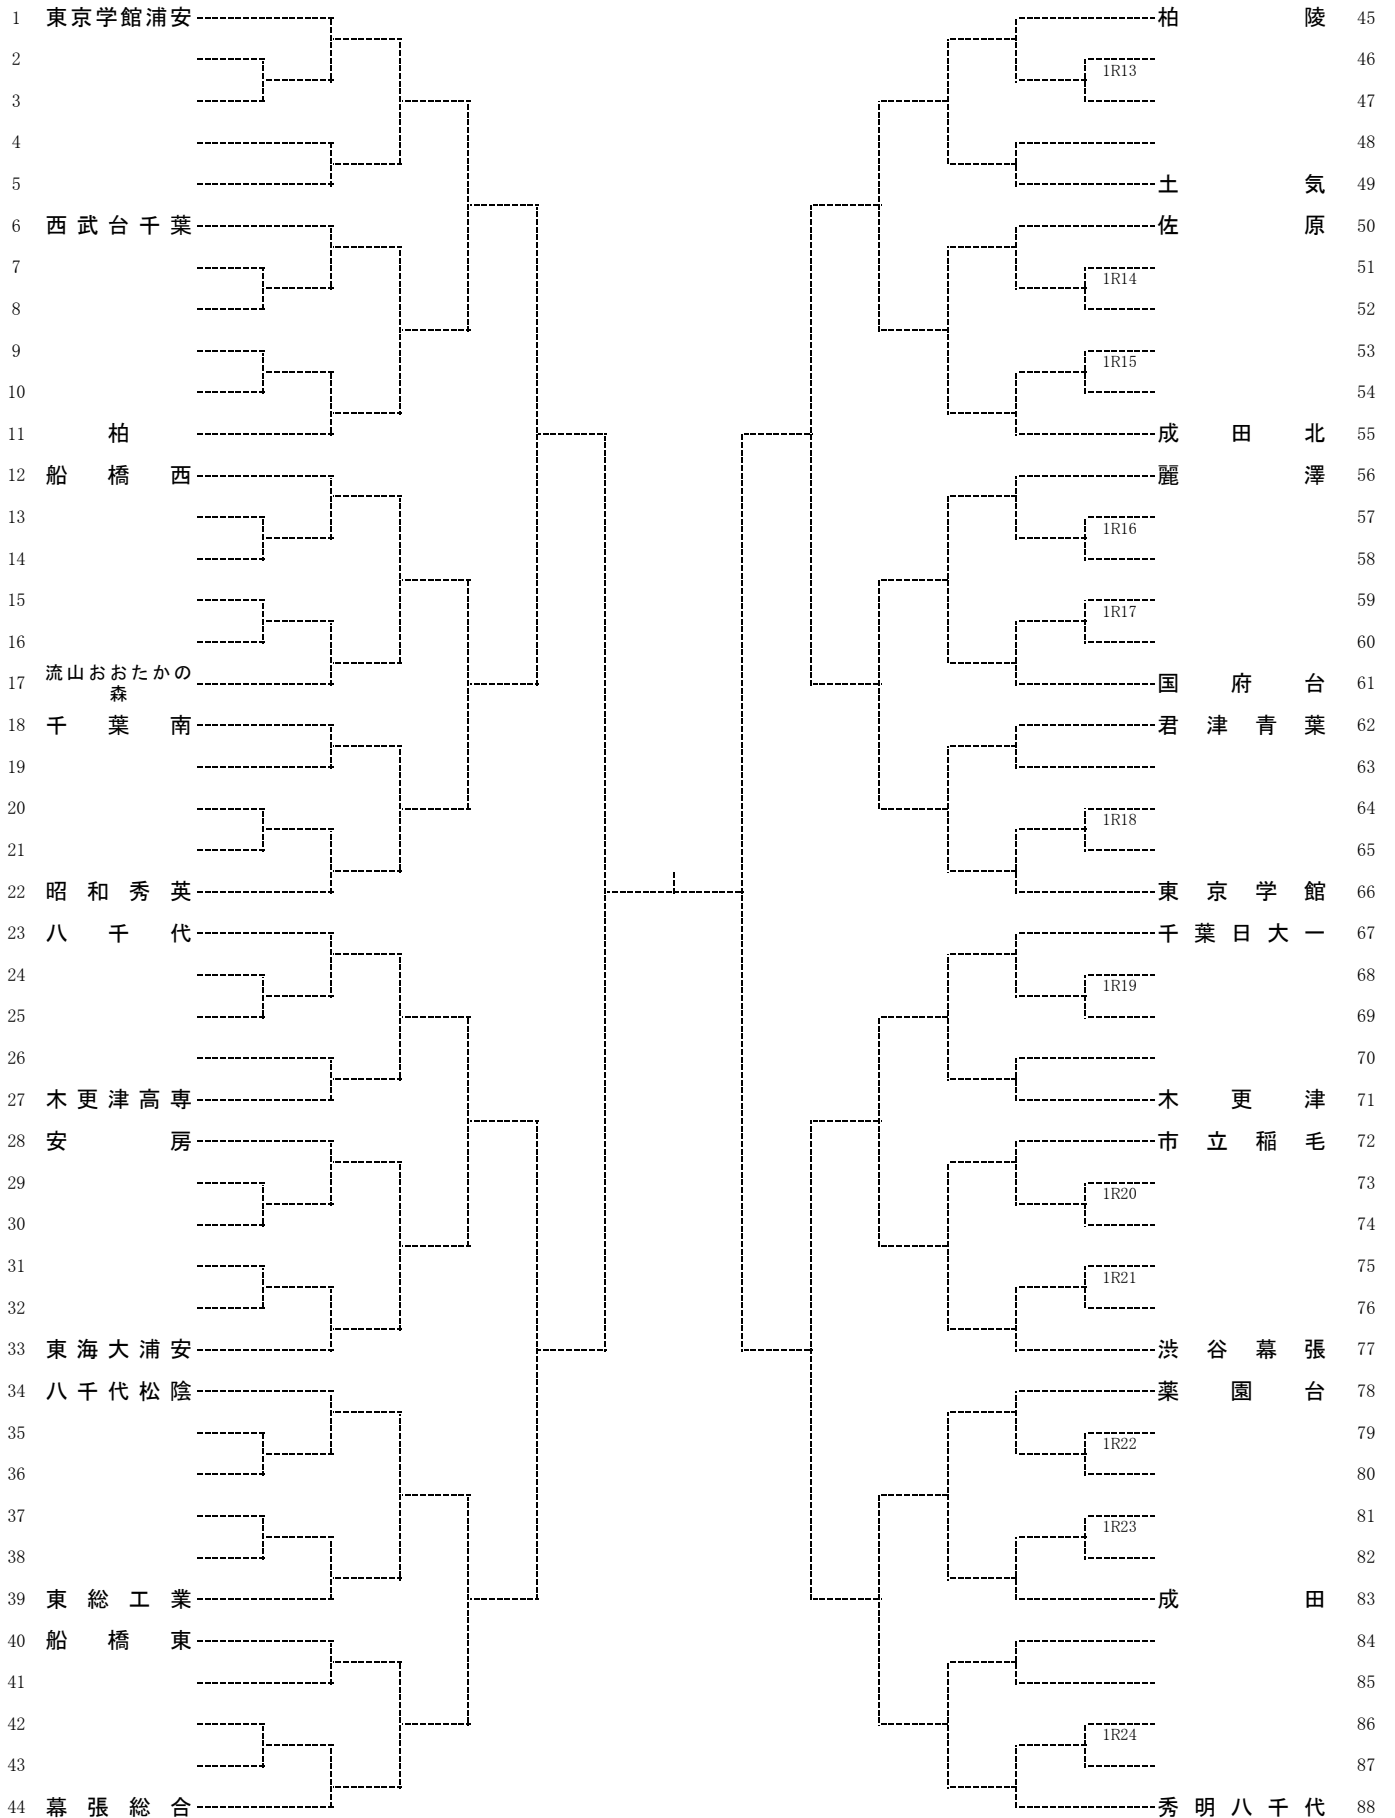 1 東京学館浦安
2
3
4
5
6 西武台千葉
7
8
9
10
11 柏
12 船橋西
13
14
15
16
17 流山おおたかの
森
18 千葉南
19
20
21
22 昭和秀英
23 八千代
24
25
26
27 木更津高専
28 安房
29
30
31
32
33 東海大浦安
34 八千代松陰
35
36
37
38
39 東総工業
40 船橋東
41
42
43
44 幕張総合
柏陵 45
46
1R13
47
48
土気 49
佐原 50
51
1R14
52
53
1R15
54
成田北 55
麗澤 56
57
1R16
58
59
1R17
60
国府台 61
君津青葉 62
63
64
1R18
65
東京学館 66
千葉日大一 67
68
1R19
69
70
木更津 71
市立稲毛 72
73
1R20
74
75
1R21
76
渋谷幕張 77
薬園台 78
79
1R22
80
81
1R23
82
成田 83
84
85
86
1R24
87
秀明八千代 88